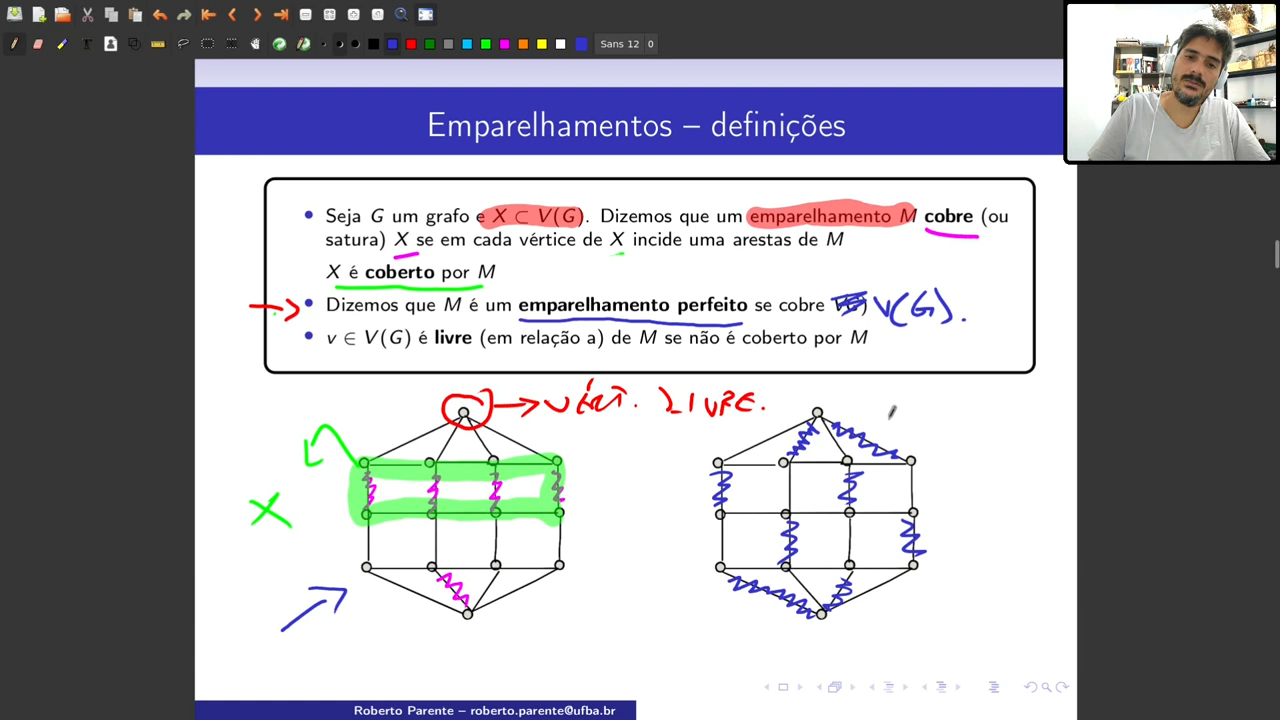 Sans 12 0
Emparelhamentos – definições
• Seja G um grafo e X ⊂ V(G). Dizemos que um emparelhamento M cobre (ou
satura) X se em cada vértice de X incide uma arestas de M
X é coberto por M
• Dizemos que M é um emparelhamento perfeito se cobre V(G) V(G).
• v ∈ V(G) é livre (em relação a) de M se não é coberto por M
→ VÉRT. LIVRE.
X
Roberto Parente – roberto.parente@ufba.br